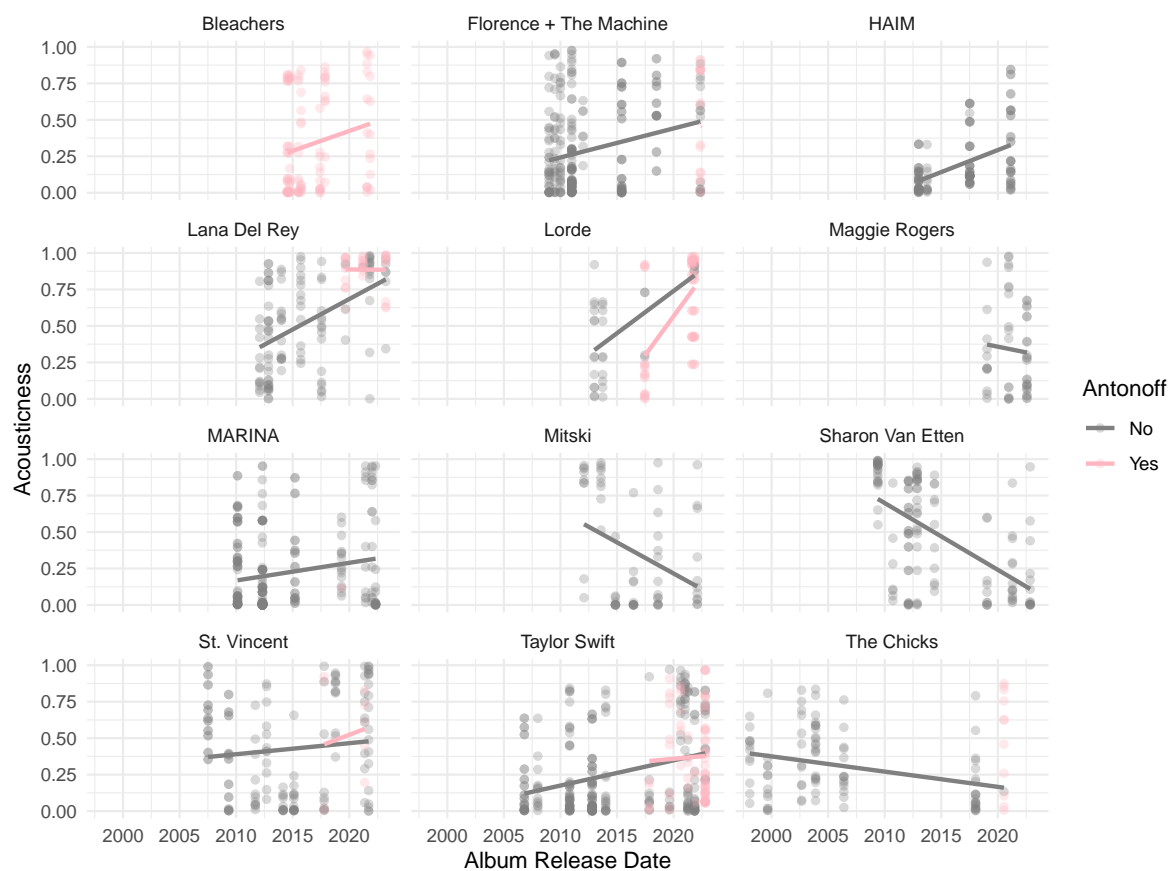 Bleachers Florence + The Machine HAIM
1.00
0.75
0.50
0.25
0.00
Lana Del Rey Lorde Maggie Rogers
1.00
0.75
0.50
0.25
0.00
MARINA Mitski Sharon Van Etten
1.00
0.75
0.50
0.25
0.00
St. Vincent Taylor Swift The Chicks
1.00
0.75
0.50
0.25
0.00
2000 2005 2010 2015 2020 2000 2005 2010 2015 2020 2000 2005 2010 2015 2020
Album Release Date
Acousticness
Antonoff
No
Yes